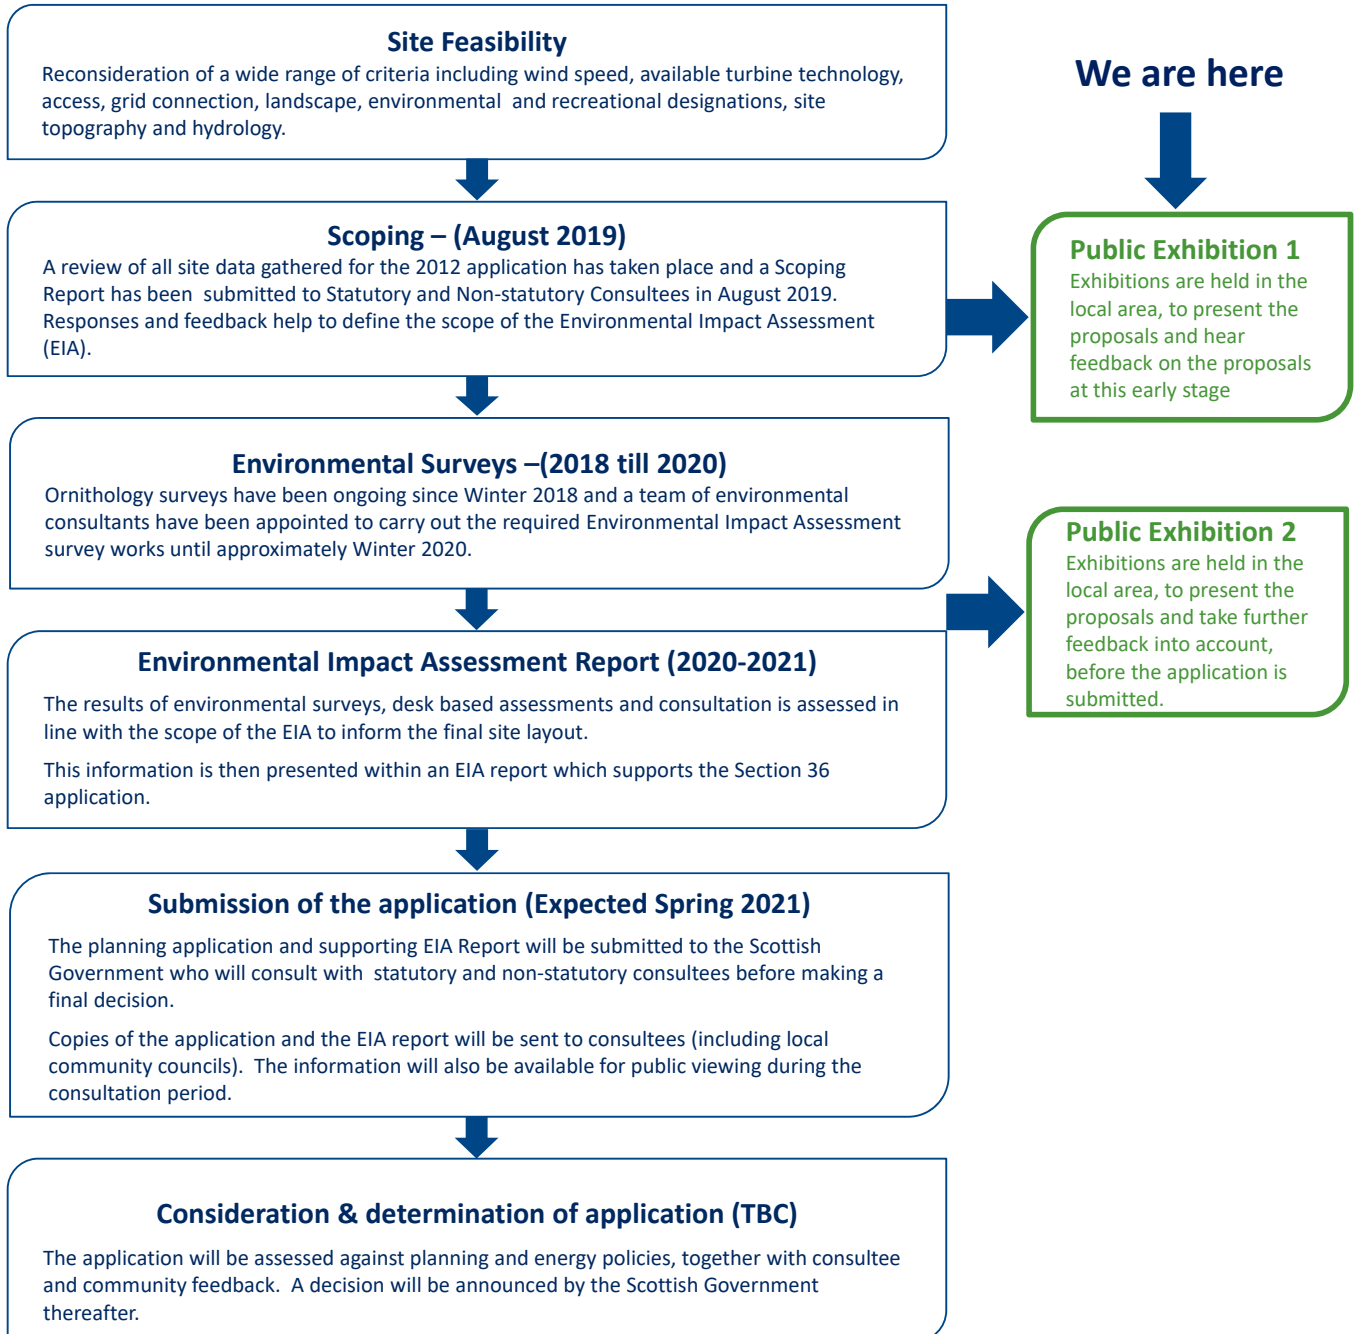 Site Feasibility
Reconsideration of a wide range of criteria including wind speed, available turbine technology,
access, grid connection, landscape, environmental  and recreational designations, site
topography and hydrology.
We are here
Scoping – (August 2019)
A review of all site data gathered for the 2012 application has taken place and a Scoping
Report has been  submitted to Statutory and Non-statutory Consultees in August 2019.
Responses and feedback help to define the scope of the Environmental Impact Assessment
(EIA).
Public Exhibition 1
Exhibitions are held in the
local area, to present the
proposals and hear
feedback on the proposals
at this early stage
Environmental Surveys –(2018 till 2020)
Ornithology surveys have been ongoing since Winter 2018 and a team of environmental
consultants have been appointed to carry out the required Environmental Impact Assessment
survey works until approximately Winter 2020.
Public Exhibition 2
Exhibitions are held in the
local area, to present the
proposals and take further
feedback into account,
before the application is
submitted.
Environmental Impact Assessment Report (2020-2021)
The results of environmental surveys, desk based assessments and consultation is assessed in
line with the scope of the EIA to inform the final site layout.
This information is then presented within an EIA report which supports the Section 36
application.
Submission of the application (Expected Spring 2021)
The planning application and supporting EIA Report will be submitted to the Scottish
Government who will consult with  statutory and non-statutory consultees before making a
final decision.
Copies of the application and the EIA report will be sent to consultees (including local
community councils).  The information will also be available for public viewing during the
consultation period.
Consideration & determination of application (TBC)
The application will be assessed against planning and energy policies, together with consultee
and community feedback.  A decision will be announced by the Scottish Government
thereafter.